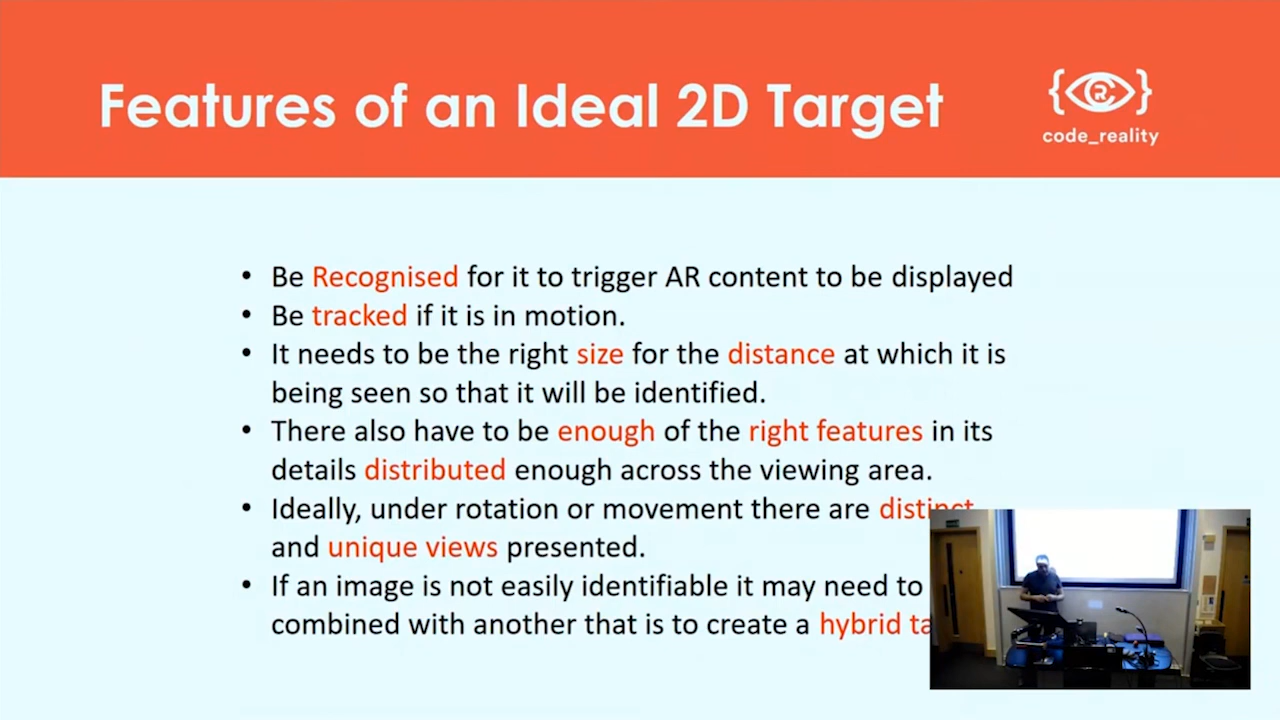 Features of an Ideal 2D Target
{RC}
code_reality
• Be Recognised for it to trigger AR content to be displayed
• Be tracked if it is in motion.
• It needs to be the right size for the distance at which it is
being seen so that it will be identified.
• There also have to be enough of the right features in its
details distributed enough across the viewing area.
• Ideally, under rotation or movement there are distinct
and unique views presented.
• If an image is not easily identifiable it may need to
combined with another that is to create a hybrid